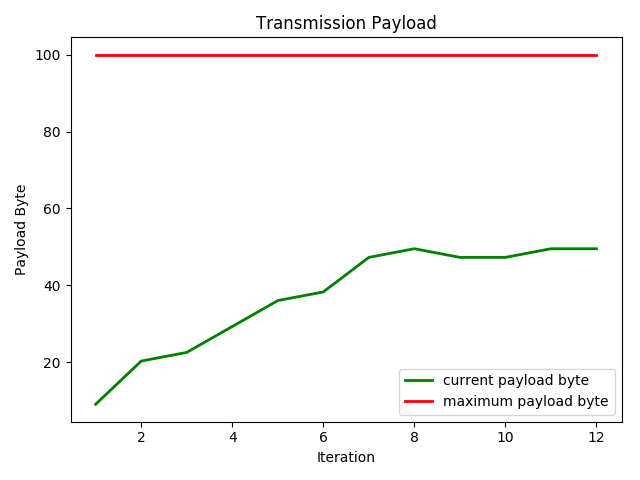 Transmission Payload
Payload Byte
100
80
60
40
20
2
4
6
8
10
12
Iteration
current payload byte
maximum payload byte